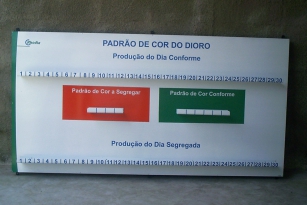 PADRÃO DE COR DO DIORO
Produção do Dia Conforme
1 2 3 4 5 6 7 8 9 10 11 12 13 14 15 16 17 18 19 20 21 22 23 24 25 26 27 28 29 30
Padrão de Cor a Segregar
Padrão de Cor Conforme
Produção do Dia Segregada
1 2 3 4 5 6 7 8 9 10 11 12 13 14 15 16 17 18 19 20 21 22 23 24 25 26 27 28 29 30